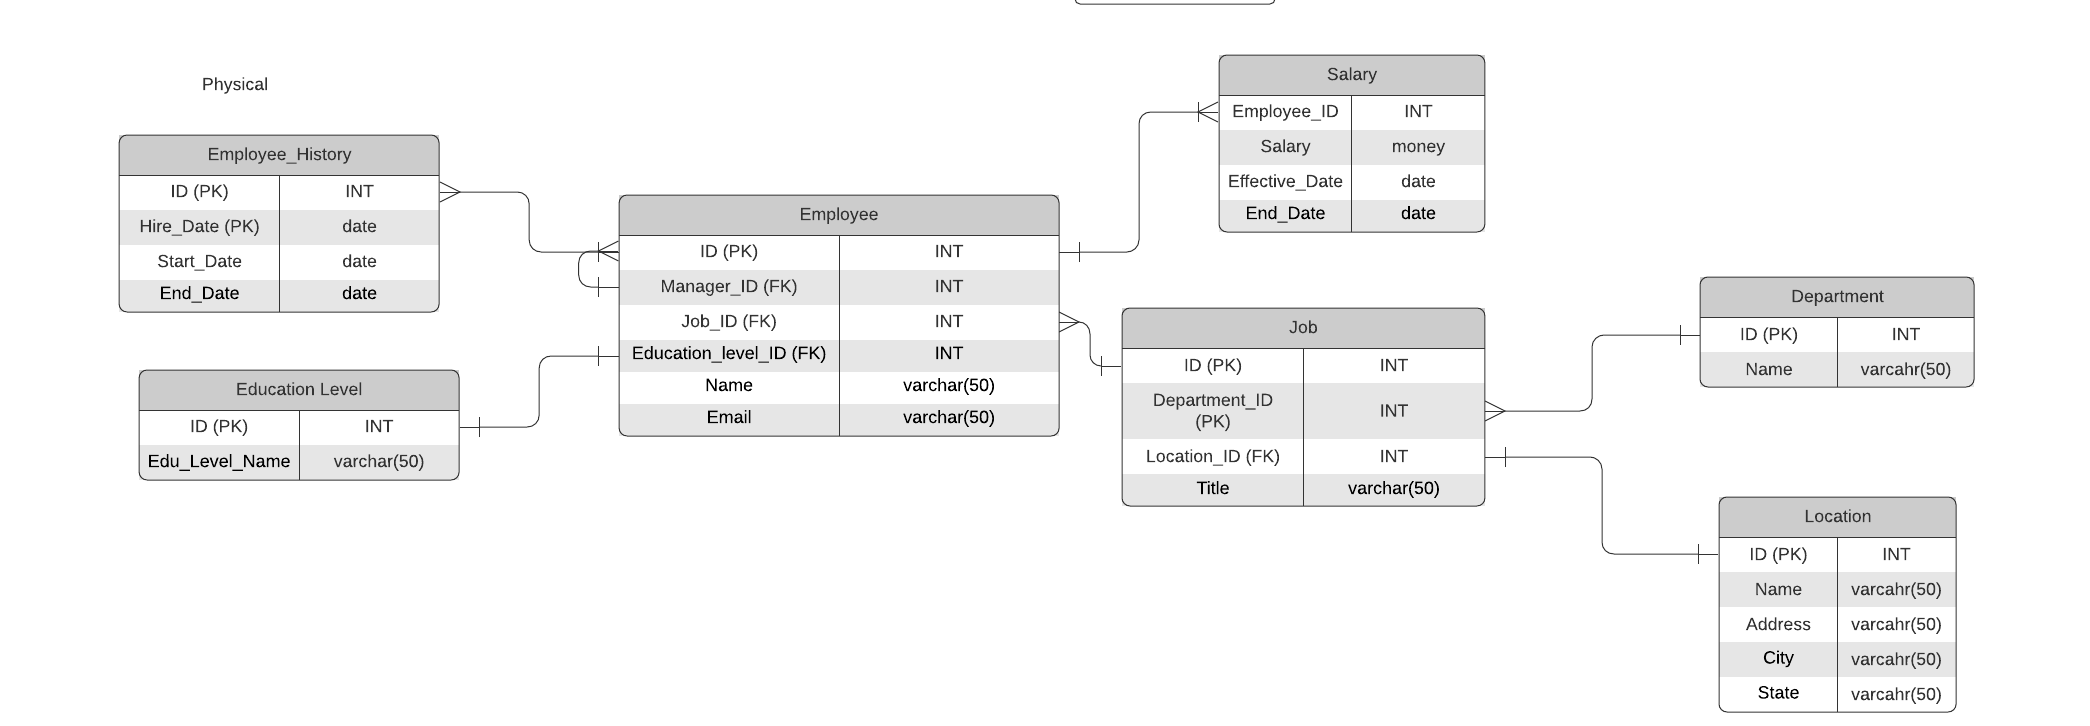 Physical
Employee_History
ID (PK) INT
Hire_Date (PK) date
Start_Date date
End_Date date
Education Level
ID (PK) INT
Edu_Level_Name varchar(50)
Employee
ID (PK) INT
Manager_ID (FK) INT
Job_ID (FK) INT
Education_level_ID (FK) INT
Name varchar(50)
Email varchar(50)
Salary
Employee_ID INT
Salary money
Effective_Date date
End_Date date
Job
ID (PK) INT
Department_ID
(PK) INT
Location_ID (FK) INT
Title varchar(50)
Department
ID (PK) INT
Name varcahr(50)
Location
ID (PK) INT
Name varcahr(50)
Address varcahr(50)
City varcahr(50)
State varcahr(50)